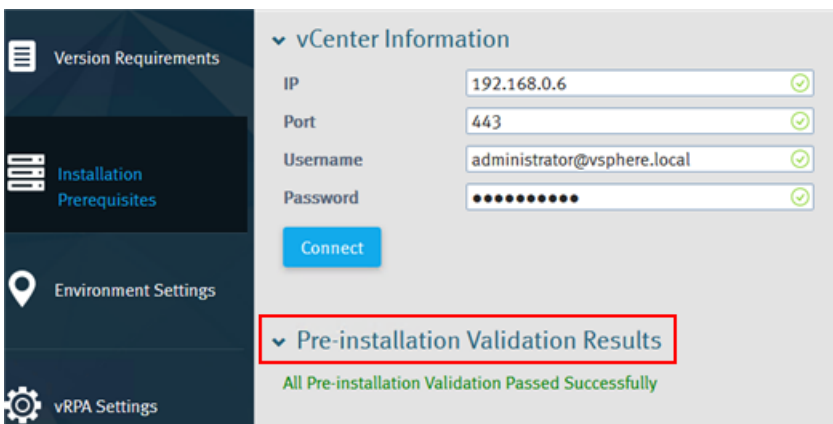 Version Requirements
Installation
Prerequisites
Environment Settings
vRPA Settings
vCenter Information
IP
192.168.0.6
Port
443
Username
administrator@vsphere.local
Password
●●●●●●●●●●
Connect
Pre-installation Validation Results
All Pre-installation Validation Passed Successfully